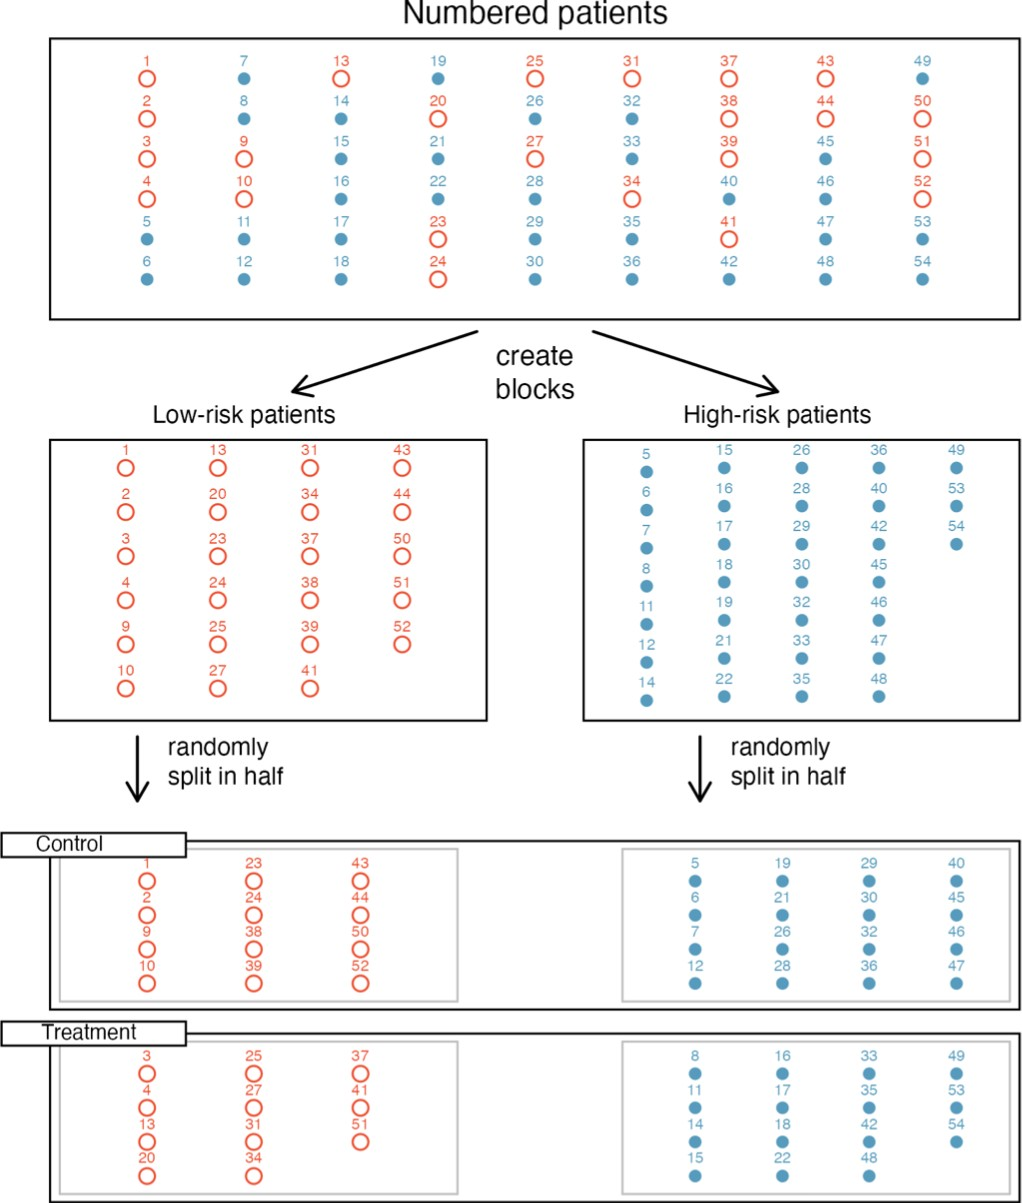 Numbered patients
1 7 13 19 25 31 37 43 49
2 8 14 20 26 32 38 44 50
3 9 15 21 27 33 39 45 51
4 10 16 22 28 34 40 46 52
5 11 17 23 29 35 41 47 53
6 12 18 24 30 36 42 48 54
create
blocks
Low-risk patients
1 13 31 43
2 20 34 44
3 23 37 50
4 24 38 51
9 25 39 52
10 27 41
High-risk patients
5 15 26 36 49
6 16 28 40 53
7 17 29 42 54
8 18 30 45
11 19 32 46
12 21 33 47
14 22 35 48
randomly
split in half
randomly
split in half
Control
1 23 43
2 24 44
9 38 50
10 39 52
5 19 29 40
6 21 30 45
7 26 32 46
12 28 36 47
Treatment
3 25 37
4 27 41
13 31 51
20 34
8 16 33 49
11 17 35 53
14 18 42 54
15 22 48